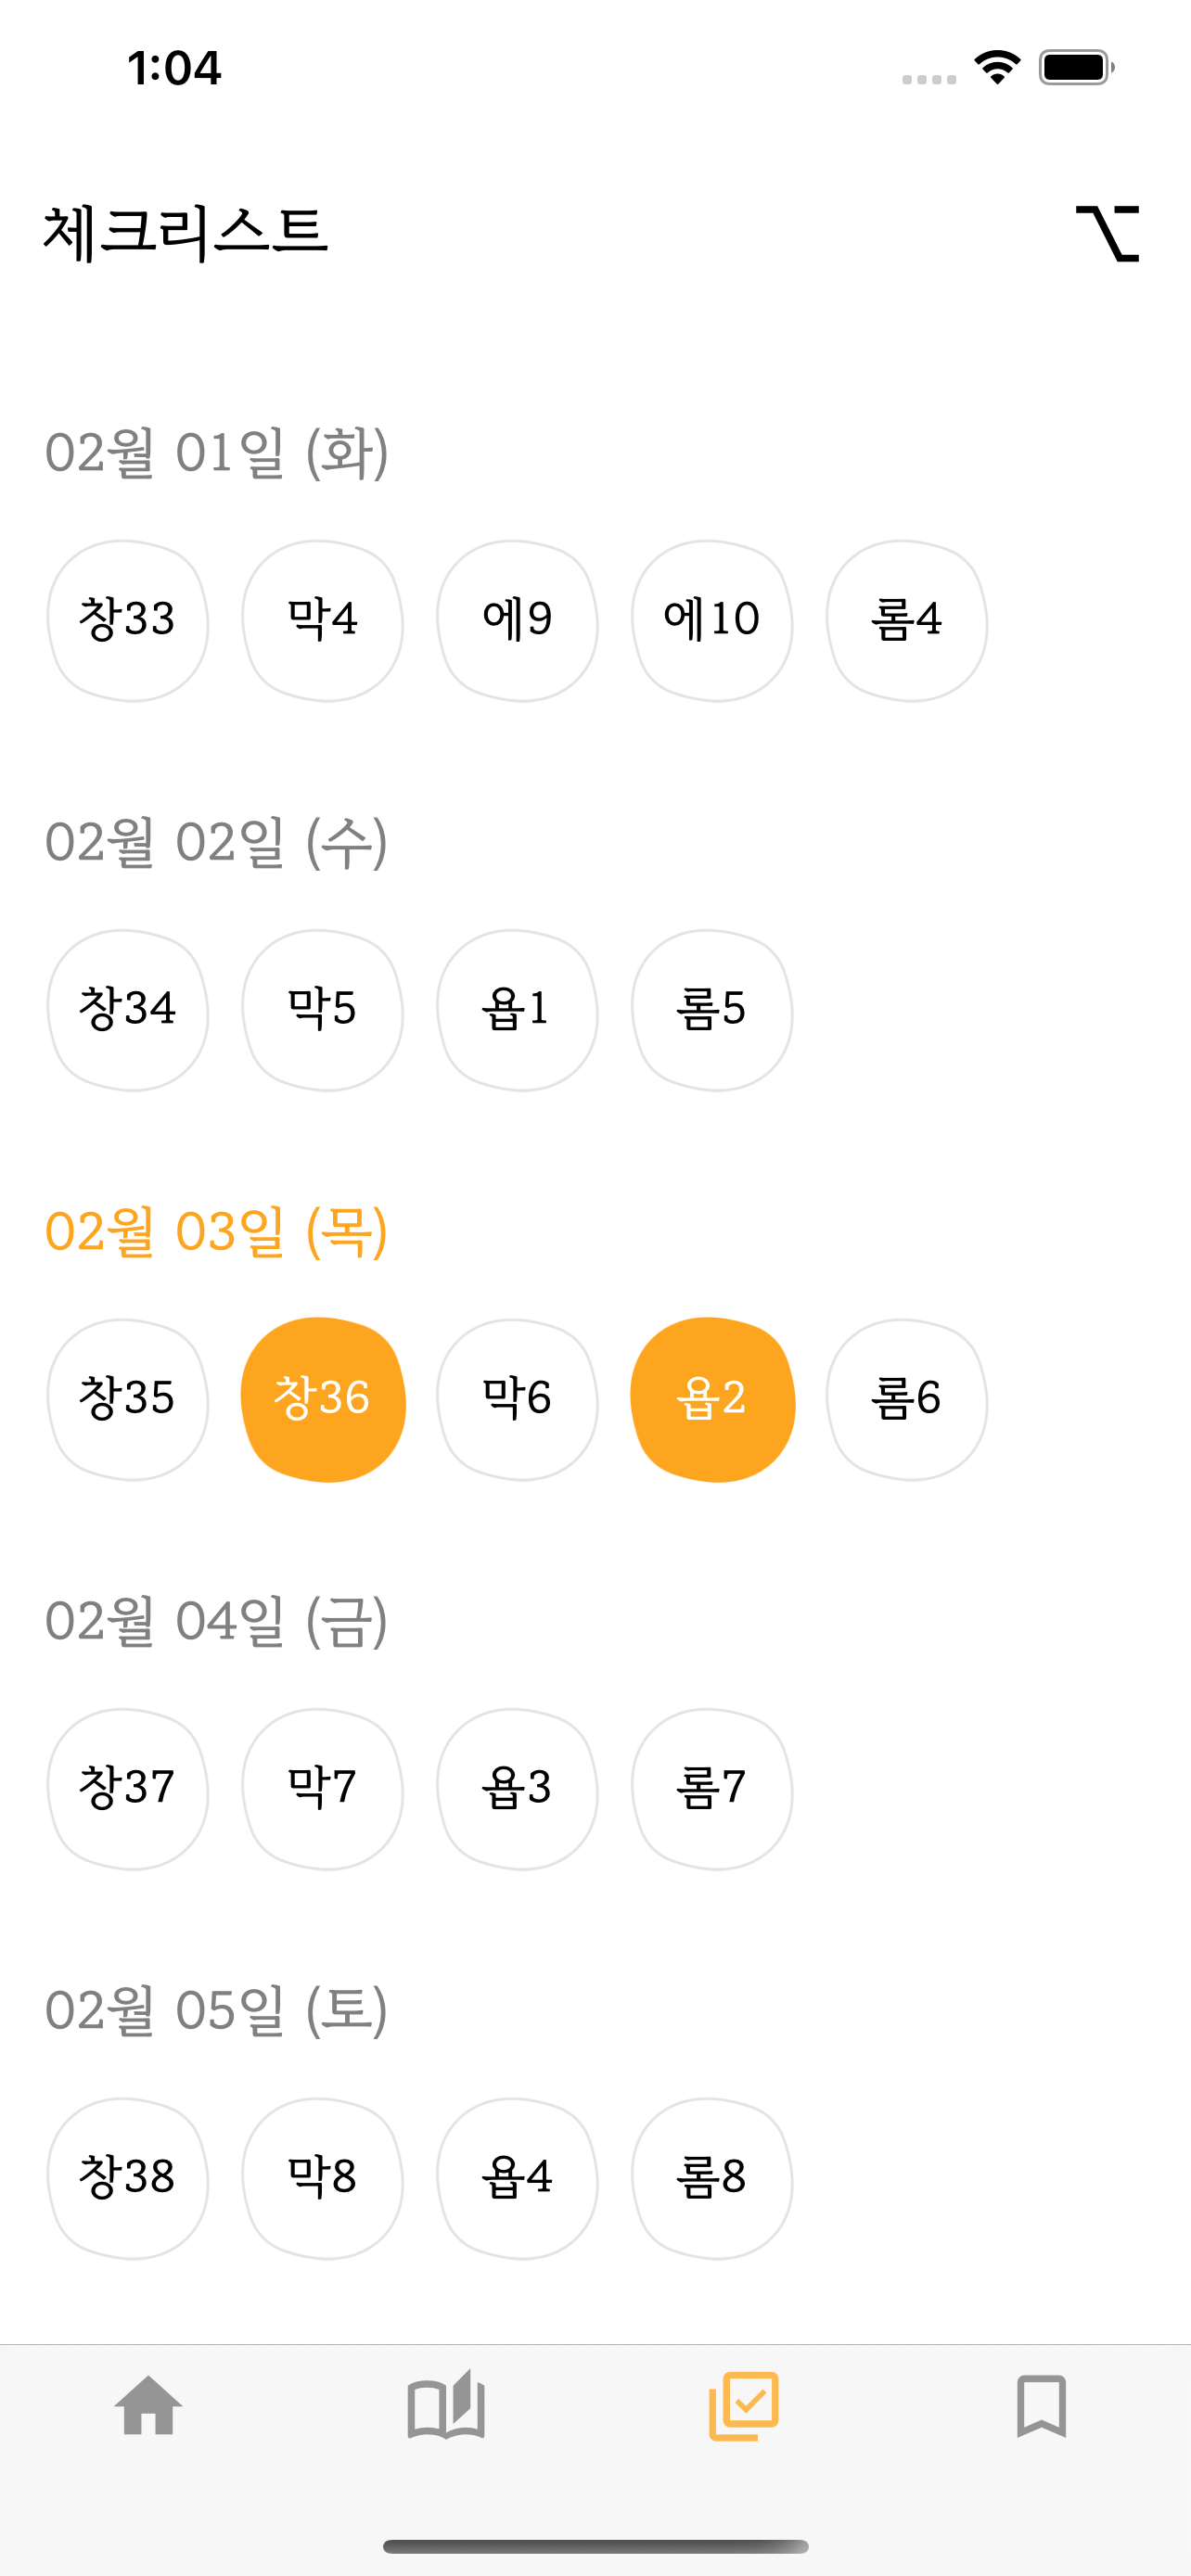 1:04
체크리스트
02월 01일 (화)
창33 막4 에9 에10 롬4
02월 02일 (수)
창34 막5 욥1 롬5
02월 03일 (목)
창35 창36 막6 욥2 롬6
02월 04일 (금)
창37 막7 욥3 롬7
02월 05일 (토)
창38 막8 욥4 롬8